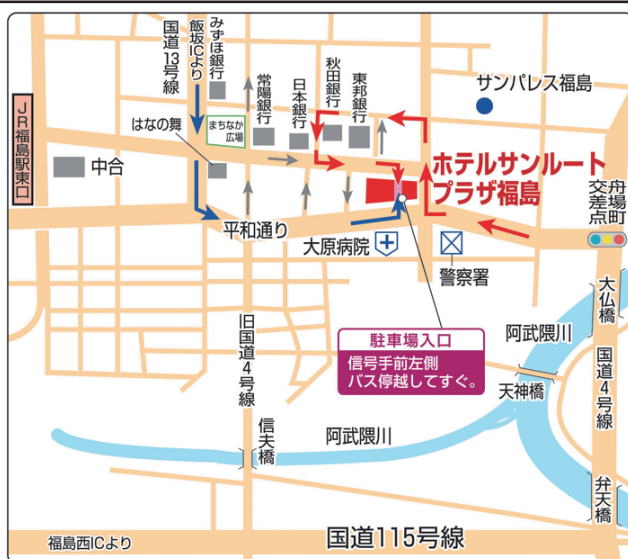 国道13号線
飯坂ICより
みずほ銀行
常陽銀行
日本銀行
秋田銀行
東邦銀行
サンパレス福島
まちなか
広場
はなの舞
JR福島駅東口
中合
ホテルサンルート
プラザ福島
舟場町
交差点
平和通り
大原病院
警察署
大仏橋
駐車場入口
信号手前左側
バス停越してすぐ。
阿武隈川
天神橋
国道4号線
旧国道4号線
信夫橋
阿武隈川
弁天橋
福島西ICより
国道115号線